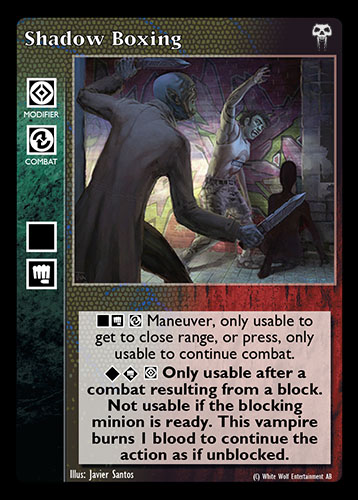 Shadow Boxing
MODIFIER
COMBAT
Maneuver, only usable to
get to close range, or press, only
usable to continue combat.
Only usable after a
combat resulting from a block.
Not usable if the blocking
minion is ready. This vampire
burns 1 blood to continue the
action as if unblocked.
Illus: Javier Santos
(C) White Wolf Entertainment AB